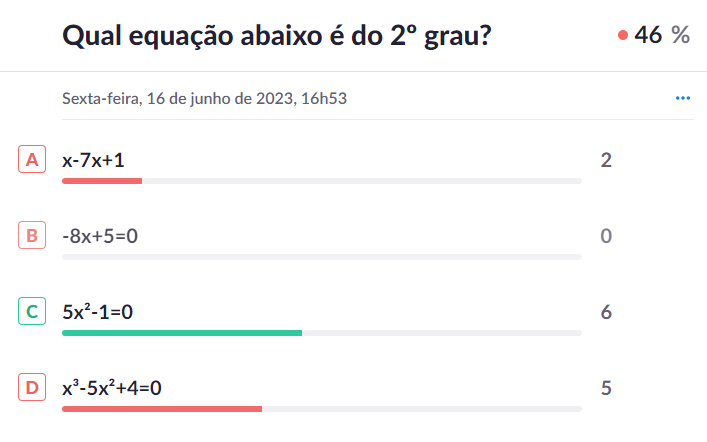 Qual equação abaixo é do 2º grau?
46 %
Sexta-feira, 16 de junho de 2023, 16h53
A x-7x+1 2
B -8x+5=0 0
C 5x²-1=0 6
D x³-5x²+4=0 5